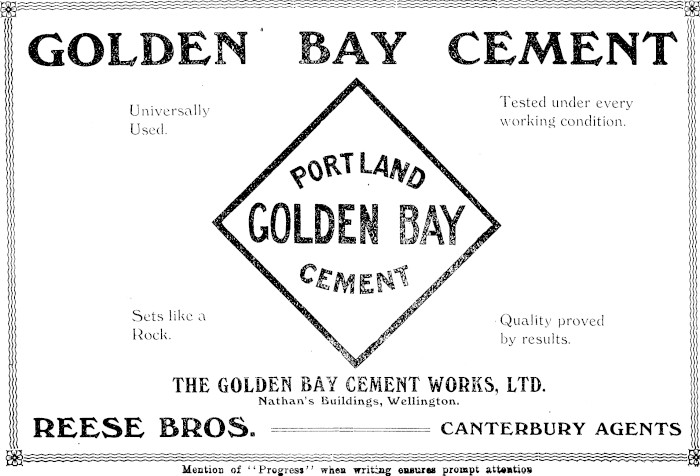 GOLDEN BAY CEMENT
Universally
Used.
Tested under every
working condition.
PORTLAND
GOLDEN BAY
CEMENT
Sets like a
Rock.
Quality proved
by results.
THE GOLDEN BAY CEMENT WORKS, LTD.
Nathan's Buildings, Wellington.
REESE BROS. CANTERBURY AGENTS
Mention of "Progress" when writing ensures prompt attention